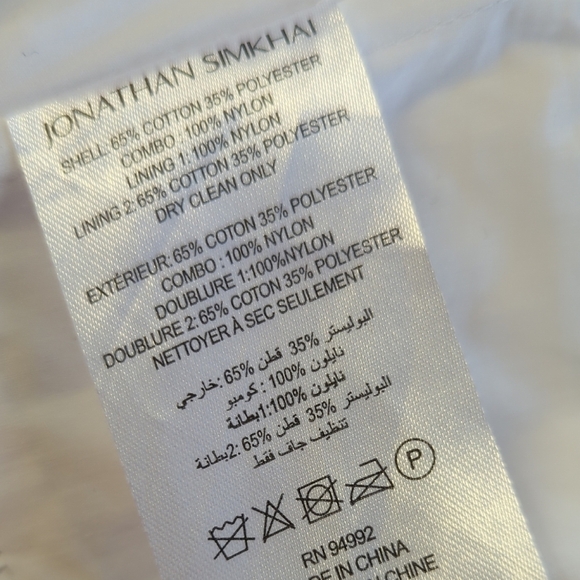 JONATHAN SIMKHAI
SHELL: 65% COTTON 35% POLYESTER
COMBO : 100% NYLON
LINING 1: 100% NYLON
LINING 2: 65% COTTON 35% POLYESTER
DRY CLEAN ONLY
EXTÉRIEUR: 65% COTON 35% POLYESTER
COMBO : 100% NYLON
DOUBLURE 1:100%NYLON
DOUBLURE 2: 65% COTON 35% POLYESTER
NETTOYER À SEC SEULEMENT
خارجي: 65% قطن 35% البوليستر
كومبو : 100% نايلون
بطانة1:100% نايلون
بطانة2: 65% قطن 35% البوليستر
تنظيف جاف فقط
P
RN 94992
DE IN CHINA
CHINE